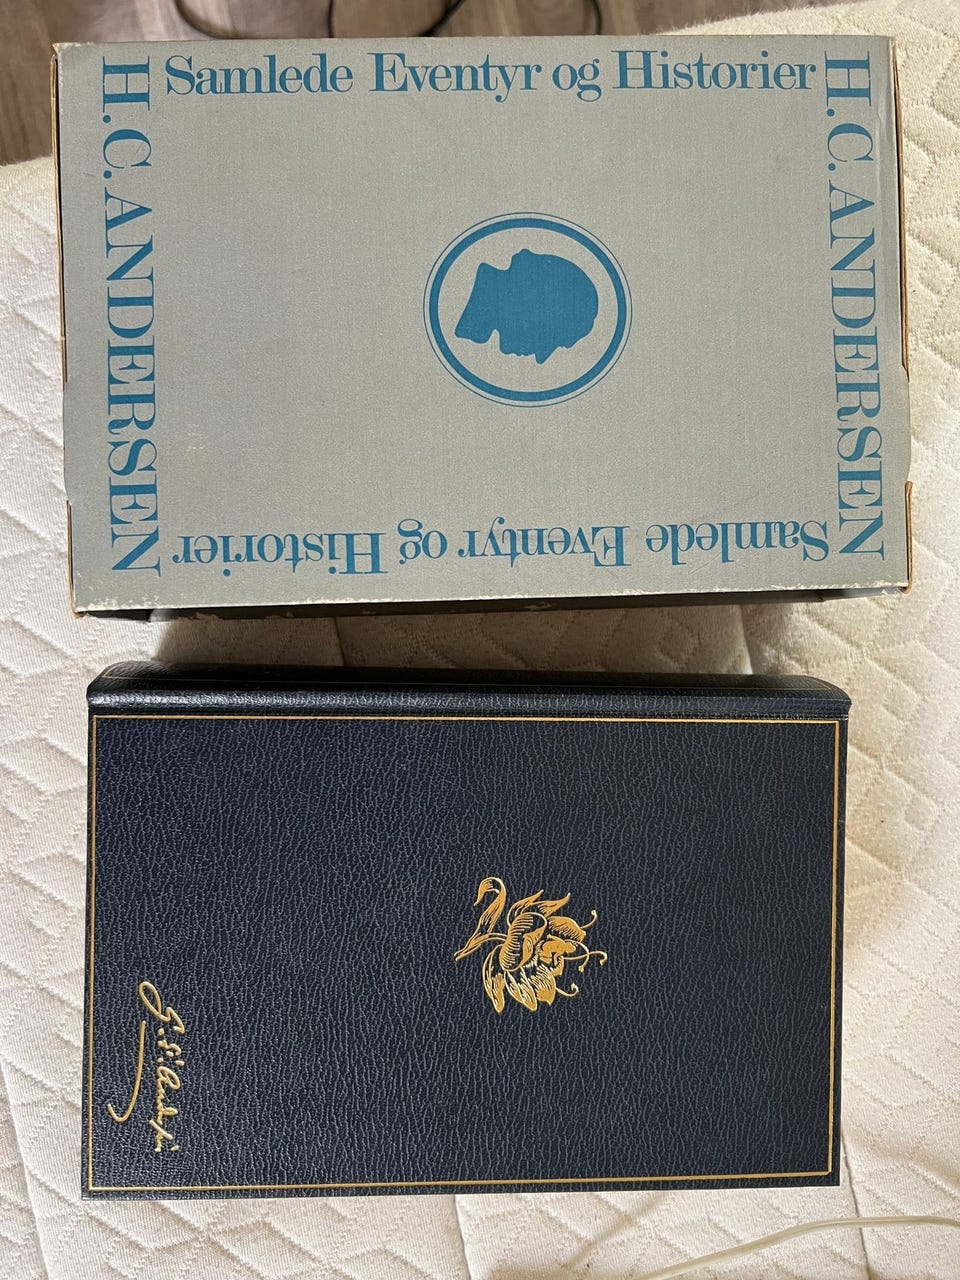 Samlede Eventyr og Historier
H.C. ANDERSEN
H.C. ANDERSEN
Samlede Eventyr og Historier